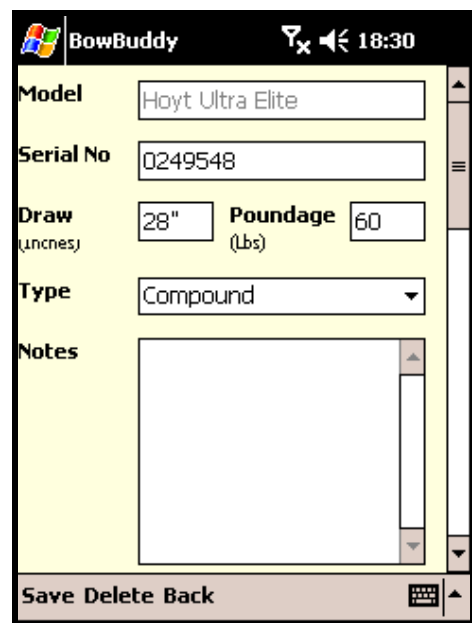 BowBuddy 18:30
Model Hoyt Ultra Elite
Serial No 0249548
Draw 28" Poundage 60
(Lbs)
Type Compound
Notes
Save Delete Back